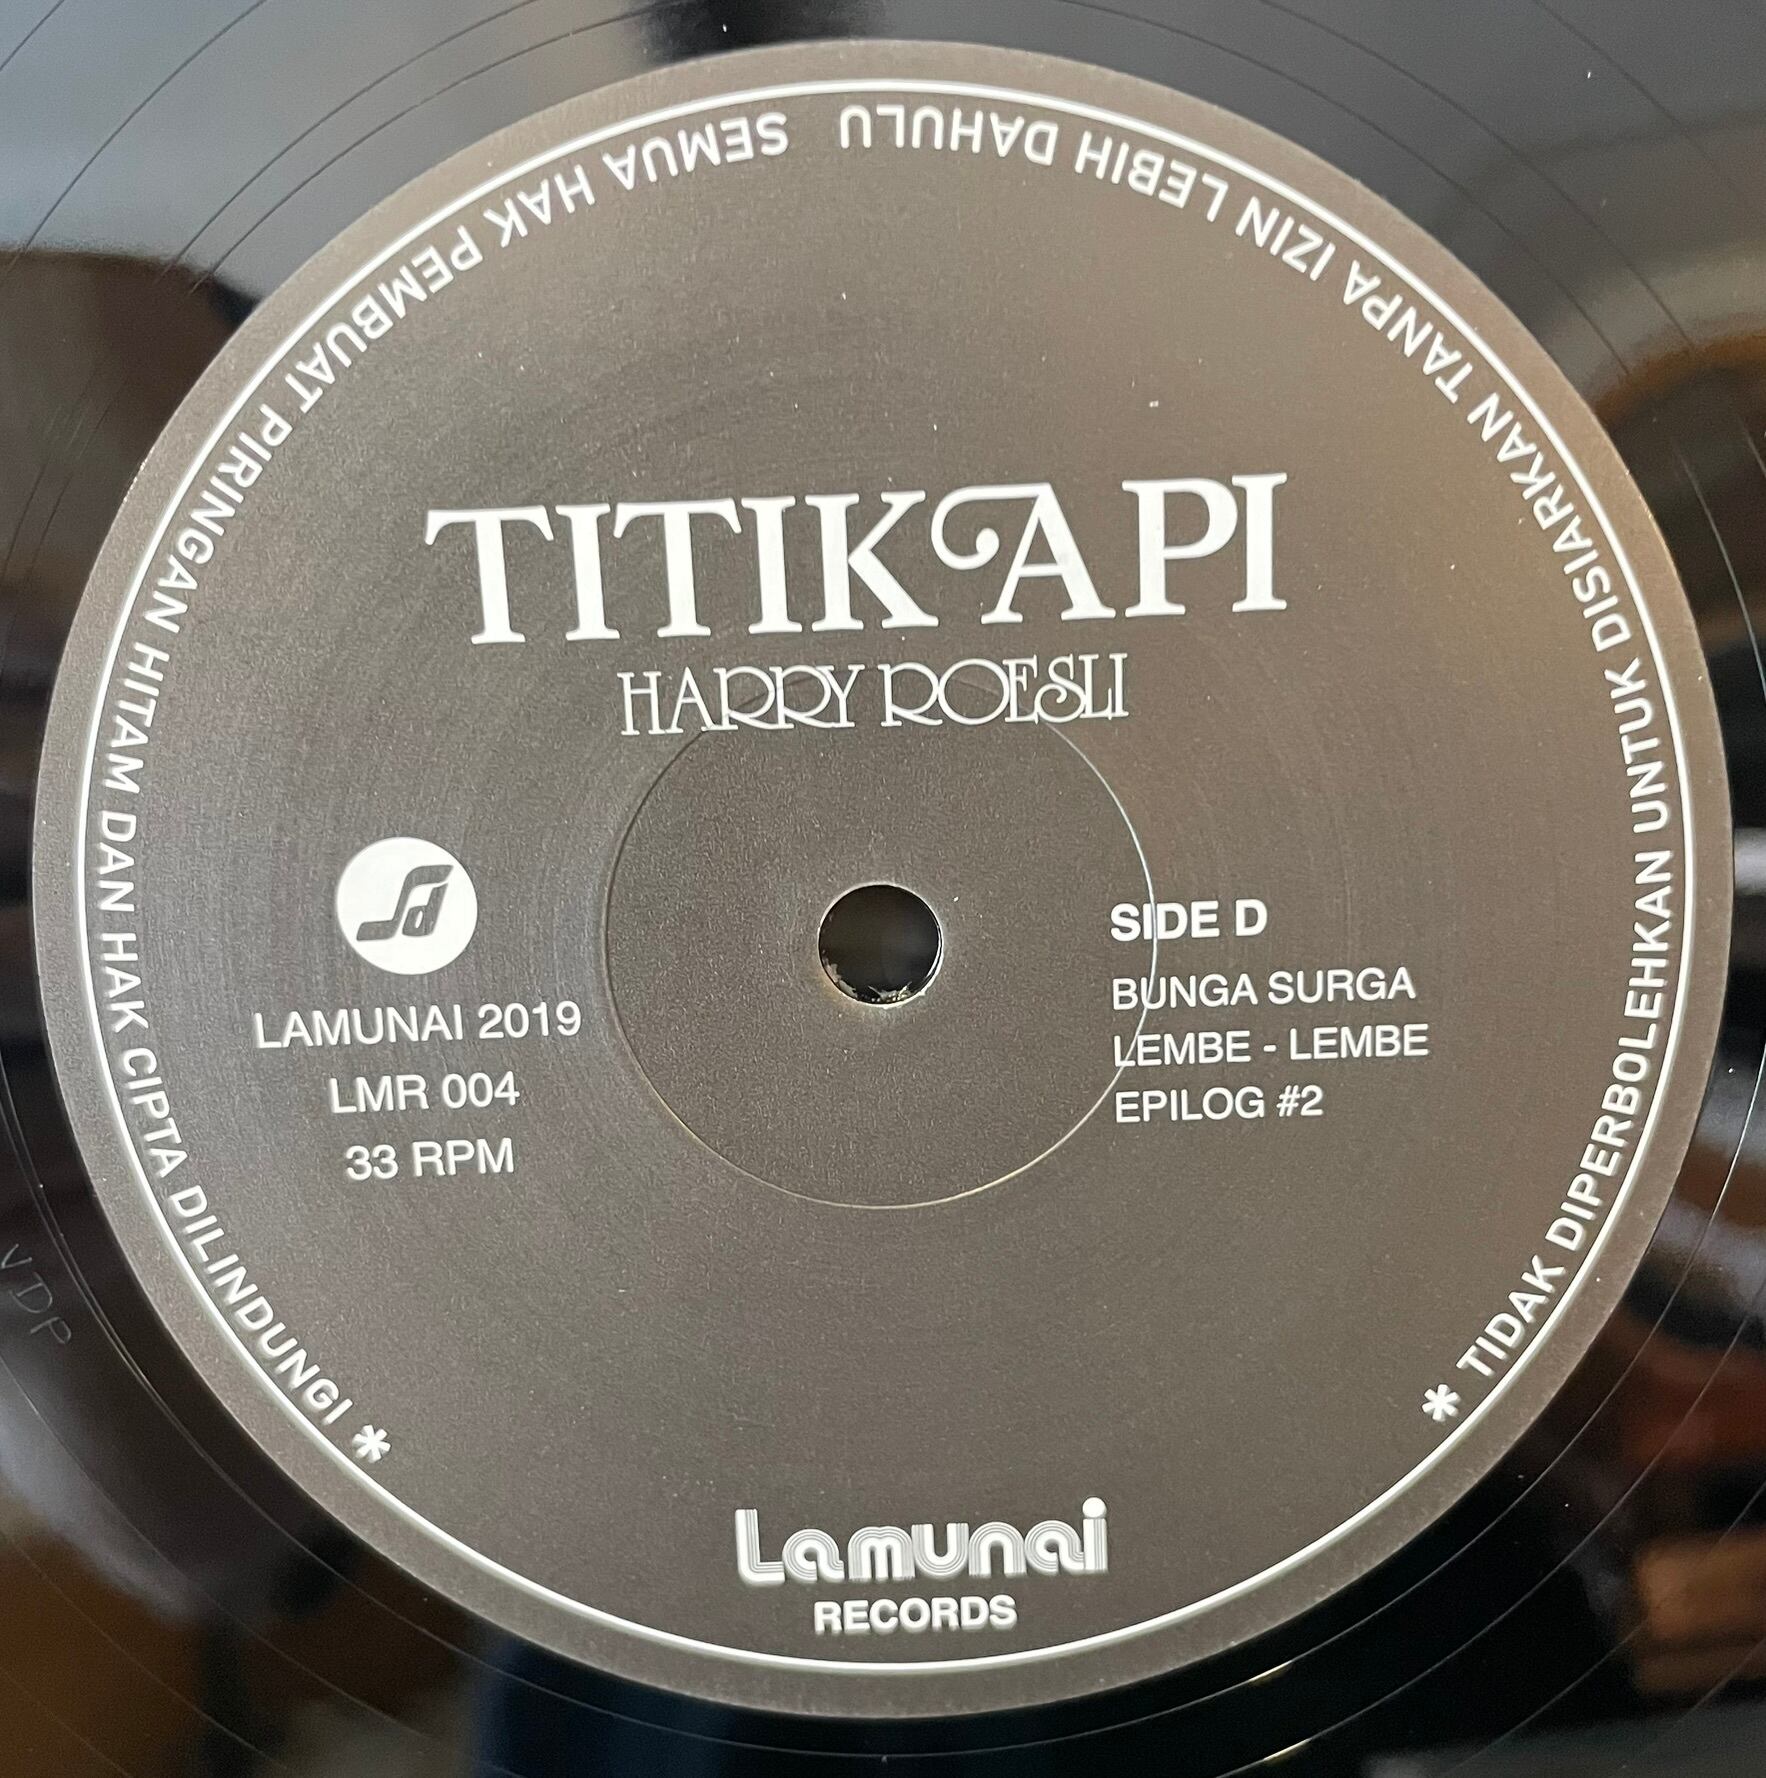 TITIK API
HARRY ROESLI
LAMUNAI 2019
LMR 004
33 RPM
SIDE D
BUNGA SURGA
LEMBE - LEMBE
EPILOG #2
Lamunai
RECORDS
* TIDAK DIPERBOLEHKAN UNTUK DISIARKAN TANPA IZIN LEBIH DAHULU SEMUA HAK PEMBUAT PIRINGAN HITAM DAN HAK CIPTA DILINDUNGI *
VDP